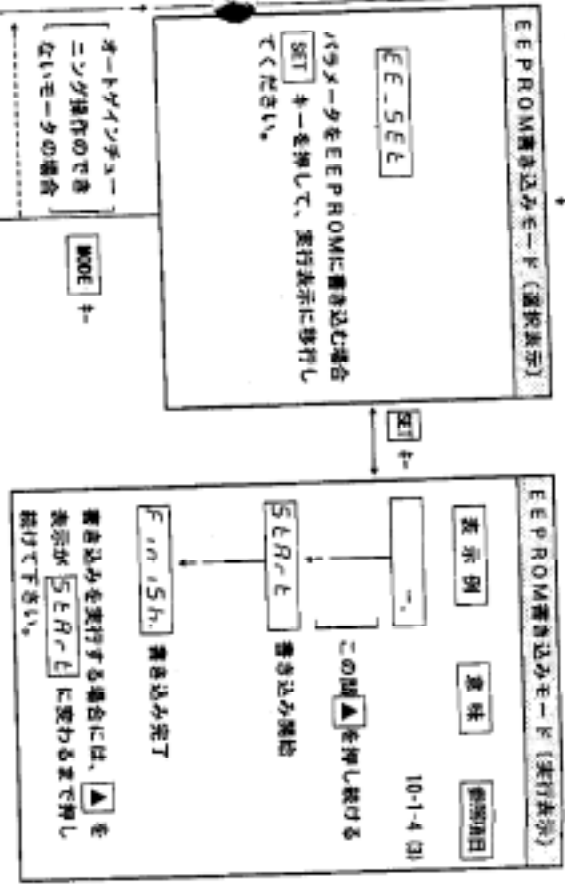 EEPROM書き込みモード（選択表示）
EE_SEt
パラメータをEEPROMに書き込む場合
SET キーを押して、実行表示に移行し
てください。
オートゲインチュー
ニング操作のでき
ないモータの場合
MODE キー
SET キー
EEPROM書き込みモード（実行表示）
表示例 意味 参照項目
10-1-4 (3)
この間▲を押し続ける
StArt 書き込み開始
FiniSh. 書き込み完了
書き込みを実行する場合には、▲を
表示が StArt に変わるまで押し
続けて下さい。